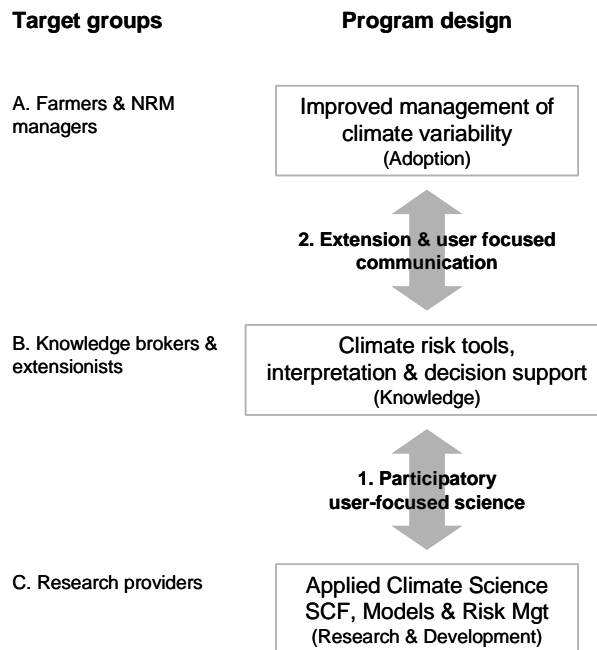 Target groups
Program design
A. Farmers & NRM
managers
Improved management of
climate variability
(Adoption)
2. Extension & user focused
communication
B. Knowledge brokers &
extensionists
Climate risk tools,
interpretation & decision support
(Knowledge)
1. Participatory
user-focused science
C. Research providers
Applied Climate Science
SCF, Models & Risk Mgt
(Research & Development)